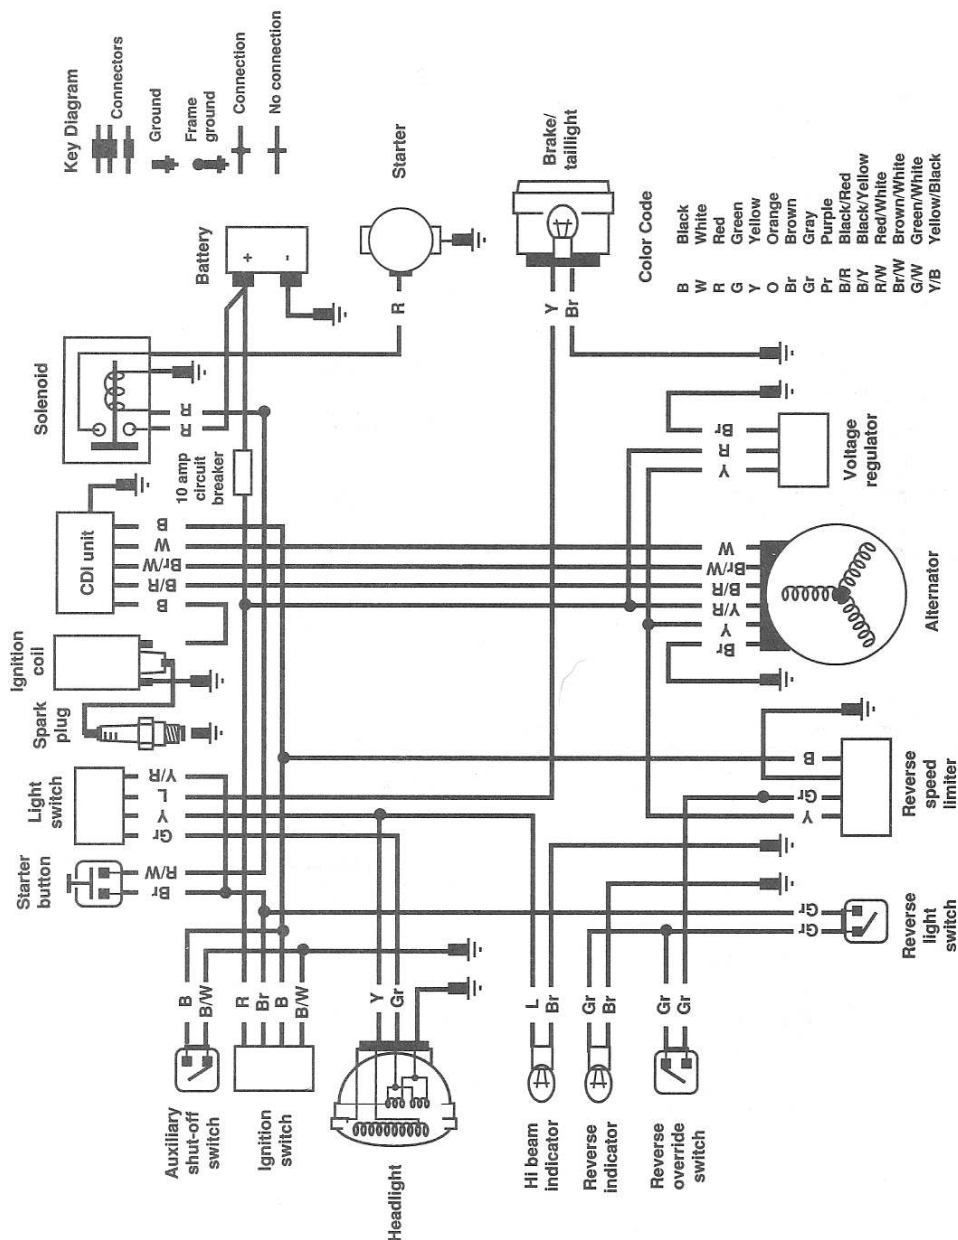 Key Diagram
Connectors
Ground
Frame
ground
Connection
No connection
Solenoid
R
R
Battery
+
-
Starter
R
Brake/
taillight
Y
Br
Color Code
B Black
W White
R Red
G Green
Y Yellow
O Orange
Br Brown
Gr Gray
Pr Purple
B/R Black/Red
B/Y Black/Yellow
R/W Red/White
Br/W Brown/White
G/W Green/White
Y/B Yellow/Black
10 amp
circuit
breaker
CDI unit
B
W
Br/W
B/R
B
Ignition
coil
Spark
plug
Voltage
regulator
Br
R
Y
Alternator
W
Br/W
B/R
Y/R
Y
Br
Light
switch
Y/R
L
Y
Gr
Starter
button
R/W
Br
Reverse
speed
limiter
B
Gr
Y
Reverse
light
switch
Gr
Gr
Auxiliary
shut-off
switch
B
B/W
Ignition
switch
R
Br
B
B/W
Headlight
Y
Gr
Hi beam
indicator
L
Br
Reverse
indicator
Gr
Br
Reverse
override
switch
Gr
Gr